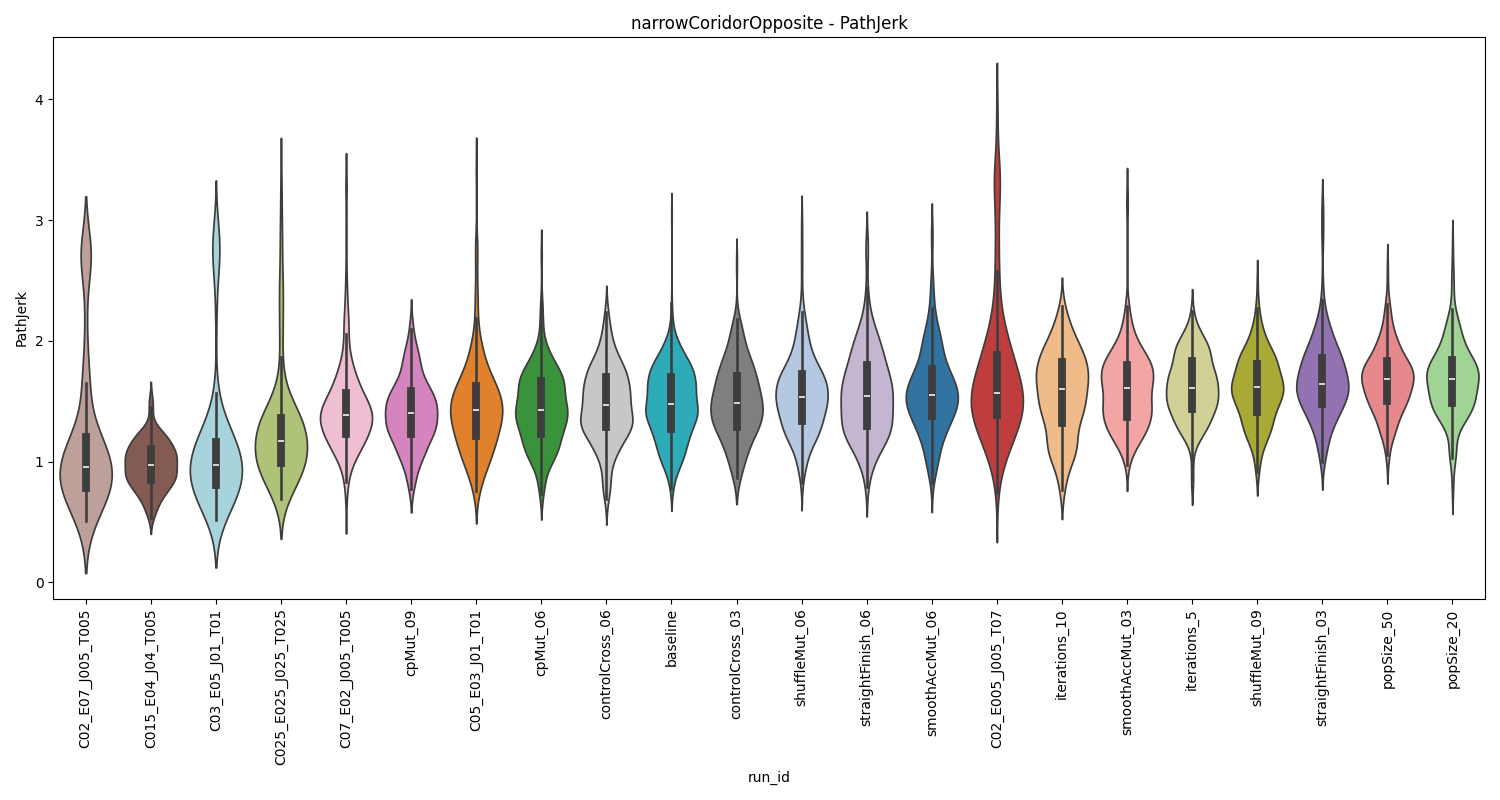 narrowCoridorOpposite - PathJerk
PathJerk
4
3
2
1
0
C02_E07_J005_T005
C015_E04_J04_T005
C03_E05_J01_T01
C025_E025_J025_T025
C07_E02_J005_T005
cpMut_09
C05_E03_J01_T01
cpMut_06
controlCross_06
baseline
controlCross_03
shuffleMut_06
straightFinish_06
smoothAccMut_06
C02_E005_J005_T07
iterations_10
smoothAccMut_03
iterations_5
shuffleMut_09
straightFinish_03
popSize_50
popSize_20
run_id